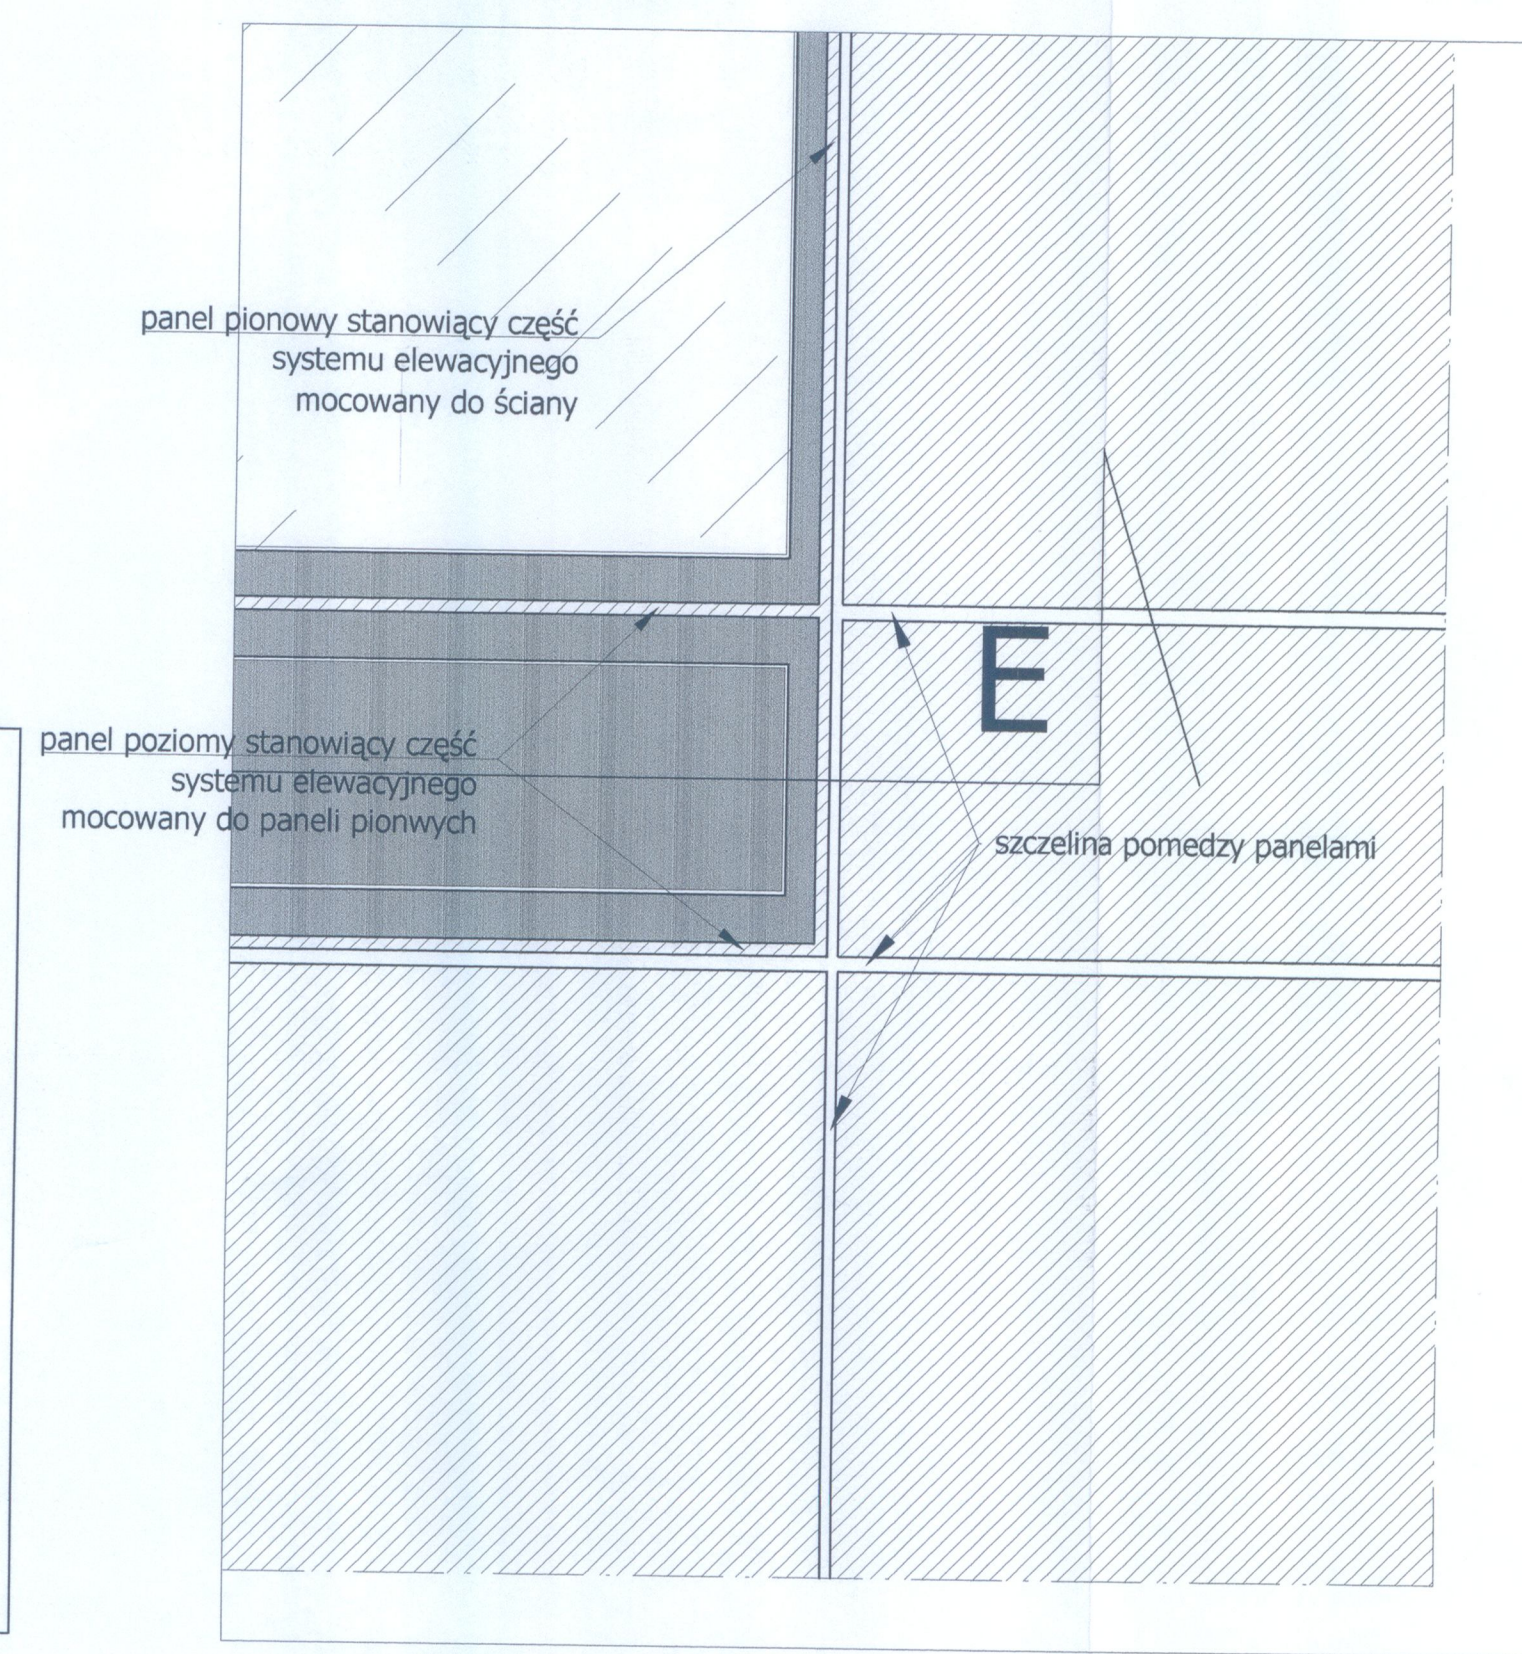 panel pionowy stanowiący część
systemu elewacyjnego
mocowany do ściany
E
panel poziomy stanowiący część
systemu elewacyjnego
mocowany do paneli pionwych
szczelina pomedzy panelami